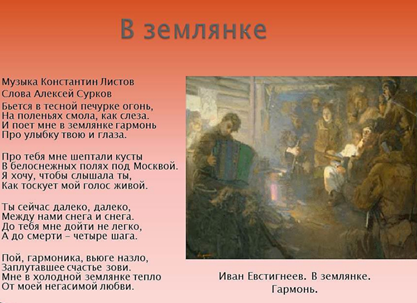 В землянке
Музыка Константин Листов
Слова Алексей Сурков
Бьется в тесной печурке огонь,
На поленьях смола, как слеза.
И поет мне в землянке гармонь
Про улыбку твою и глаза.
Про тебя мне шептали кусты
В белоснежных полях под Москвой.
Я хочу, чтобы слышала ты,
Как тоскует мой голос живой.
Ты сейчас далеко, далеко,
Между нами снега и снега.
До тебя мне дойти не легко,
А до смерти – четыре шага.
Пой, гармоника, вьюге назло,
Заплутавшее счастье зови.
Мне в холодной землянке тепло
От моей негасимой любви.
Иван Евстигнеев. В землянке.
Гармонь.